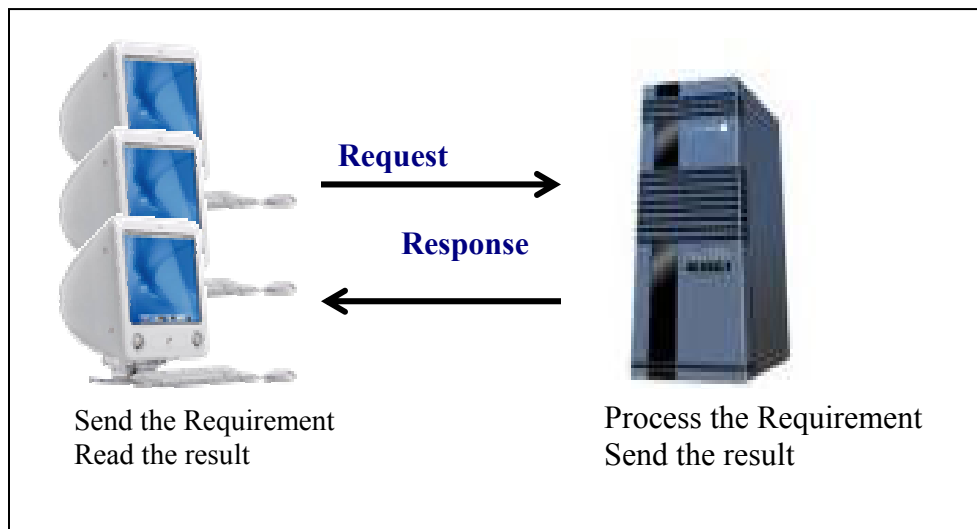 Request
Response
Send the Requirement
Read the result
Process the Requirement
Send the result